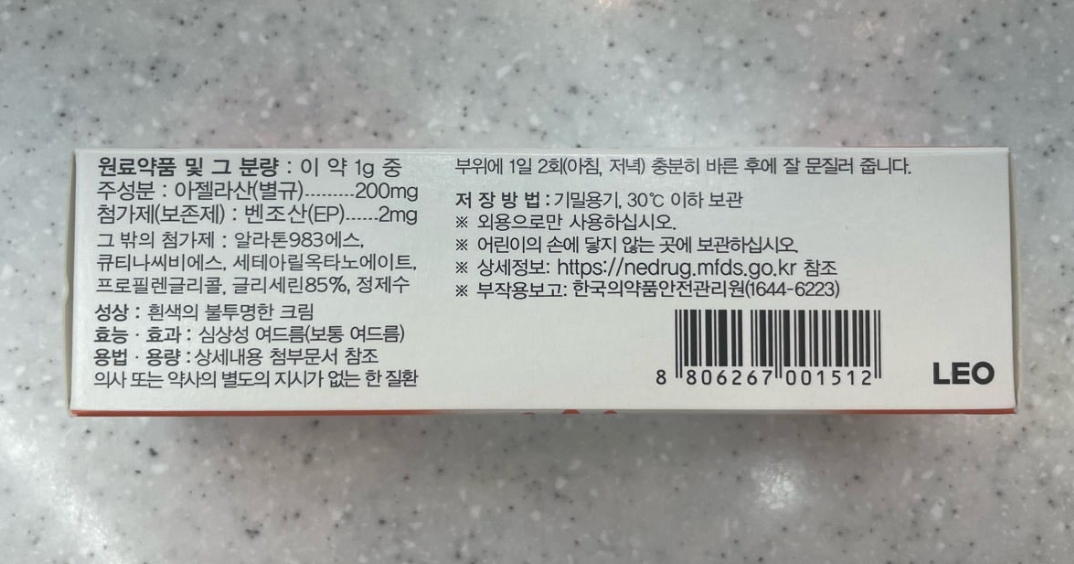 원료약품 및 그 분량 : 이 약 1g 중
주성분 : 아젤라산(별규).........200mg
첨가제(보존제) : 벤조산(EP)......2mg
그 밖의 첨가제 : 알라톤983에스,
큐티나씨비에스, 세테아릴옥타노에이트,
프로필렌글리콜, 글리세린85%, 정제수
성상 : 흰색의 불투명한 크림
효능 · 효과 : 심상성 여드름(보통 여드름)
용법 · 용량 : 상세내용 첨부문서 참조
의사 또는 약사의 별도의 지시가 없는 한 질환
부위에 1일 2회(아침, 저녁) 충분히 바른 후에 잘 문질러 줍니다.
저 장 방 법 : 기밀용기, 30℃ 이하 보관
※ 외용으로만 사용하십시오.
※ 어린이의 손에 닿지 않는 곳에 보관하십시오.
※ 상세정보: https://nedrug.mfds.go.kr 참조
※ 부작용보고: 한국의약품안전관리원(1644-6223)
8 806267 001512
LEO